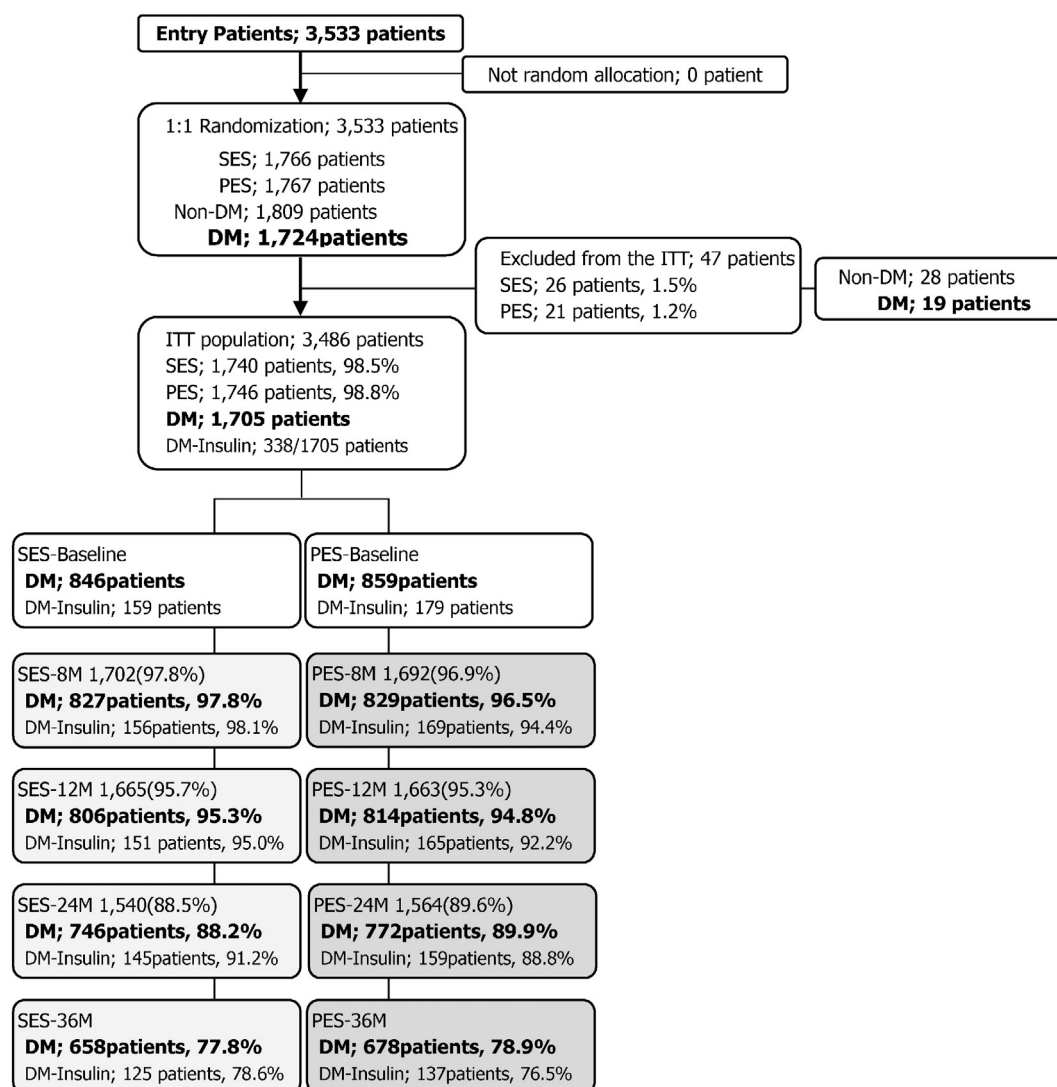 Entry Patients; 3,533 patients
Not random allocation; 0 patient
1:1 Randomization; 3,533 patients
SES; 1,766 patients
PES; 1,767 patients
Non-DM; 1,809 patients
DM; 1,724patients
Excluded from the ITT; 47 patients
SES; 26 patients, 1.5%
PES; 21 patients, 1.2%
Non-DM; 28 patients
DM; 19 patients
ITT population; 3,486 patients
SES; 1,740 patients, 98.5%
PES; 1,746 patients, 98.8%
DM; 1,705 patients
DM-Insulin; 338/1705 patients
SES-Baseline
DM; 846patients
DM-Insulin; 159 patients
PES-Baseline
DM; 859patients
DM-Insulin; 179 patients
SES-8M 1,702(97.8%)
DM; 827patients, 97.8%
DM-Insulin; 156patients, 98.1%
PES-8M 1,692(96.9%)
DM; 829patients, 96.5%
DM-Insulin; 169patients, 94.4%
SES-12M 1,665(95.7%)
DM; 806patients, 95.3%
DM-Insulin; 151 patients, 95.0%
PES-12M 1,663(95.3%)
DM; 814patients, 94.8%
DM-Insulin; 165patients, 92.2%
SES-24M 1,540(88.5%)
DM; 746patients, 88.2%
DM-Insulin; 145patients, 91.2%
PES-24M 1,564(89.6%)
DM; 772patients, 89.9%
DM-Insulin; 159patients, 88.8%
SES-36M
DM; 658patients, 77.8%
DM-Insulin; 125 patients, 78.6%
PES-36M
DM; 678patients, 78.9%
DM-Insulin; 137patients, 76.5%